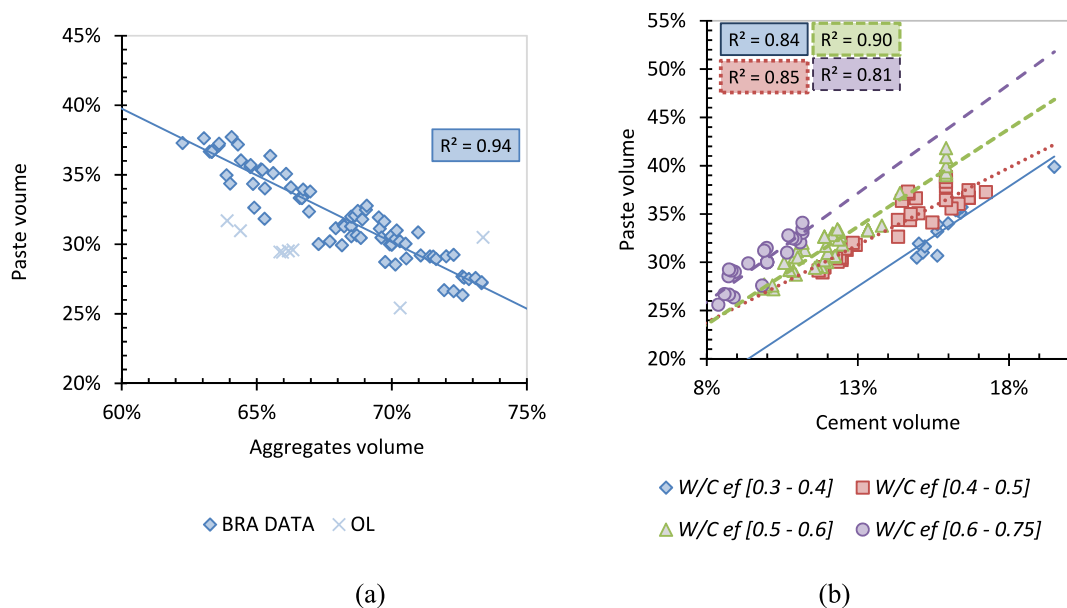 Paste voume
45%
40%
35%
30%
25%
20%
60%
65%
70%
75%
R² = 0.94
Aggregates volume
BRA DATA
OL
(a)
Paste volume
55%
50%
45%
40%
35%
30%
25%
20%
8%
13%
18%
R² = 0.84
R² = 0.90
R² = 0.85
R² = 0.81
Cement volume
W/C ef [0.3 - 0.4]
W/C ef [0.4 - 0.5]
W/C ef [0.5 - 0.6]
W/C ef [0.6 - 0.75]
(b)